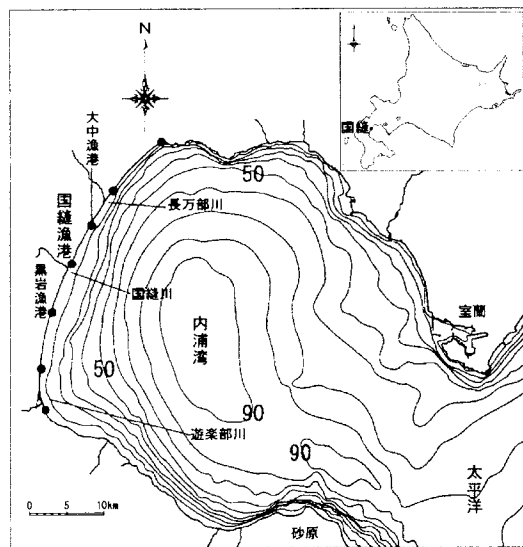 N
国縫
大中漁港
50
長万部川
国縫漁港
黒岩漁港
国縫川
内浦湾
室蘭
50
90
遊楽部川
90
太平洋
0 5 10km
砂原